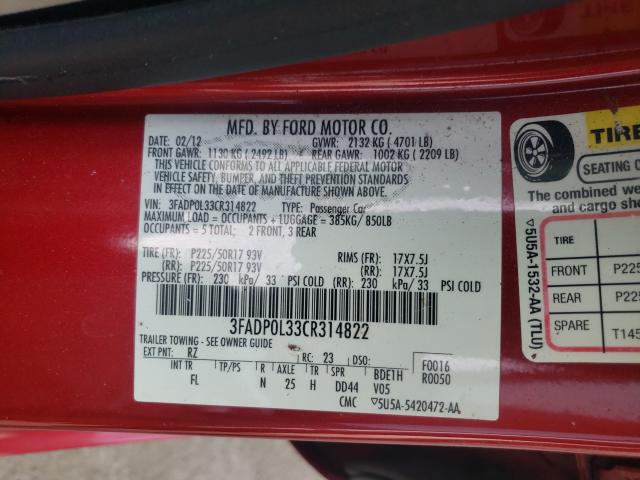 MFD. BY FORD MOTOR CO.
DATE: 02/12 GVWR: 2132 KG ( 4701 LB)
FRONT GAWR: 1130 KG ( 2492 LB) REAR GAWR: 1002 KG ( 2209 LB)
THIS VEHICLE CONFORMS TO ALL APPLICABLE FEDERAL MOTOR
VEHICLE SAFETY, BUMPER, AND THEFT PREVENTION STANDARDS
IN EFFECT ON THE DATE OF MANUFACTURE SHOWN ABOVE.
VIN: 3FADP0L33CR314822 TYPE: Passenger Car
MAXIMUM LOAD = OCCUPANTS + LUGGAGE = 385KG/ 850LB
OCCUPANTS = 5 TOTAL; 2 FRONT, 3 REAR
TIRE (FR): P225/50R17 93V RIMS (FR): 17X7.5J
(RR): P225/50R17 93V (RR): 17X7.5J
PRESSURE (FR): 230 kPa/ 33 PSI COLD (RR): 230 kPa/ 33 PSI COLD
3FADP0L33CR314822
TRAILER TOWING - SEE OWNER GUIDE
EXT PNT: RZ RC: 23 DSO: F0016
INT TR TP/PS R AXLE TR SPR BDE1H R0050
FL N 25 H DD44 V05
CMC ▽5U5A-5420472-AA
TIRE
SEATING
The combined
and cargo
▽5U5A-1532-AA (TLU)
TIRE
FRONT P225
REAR P225
SPARE T145